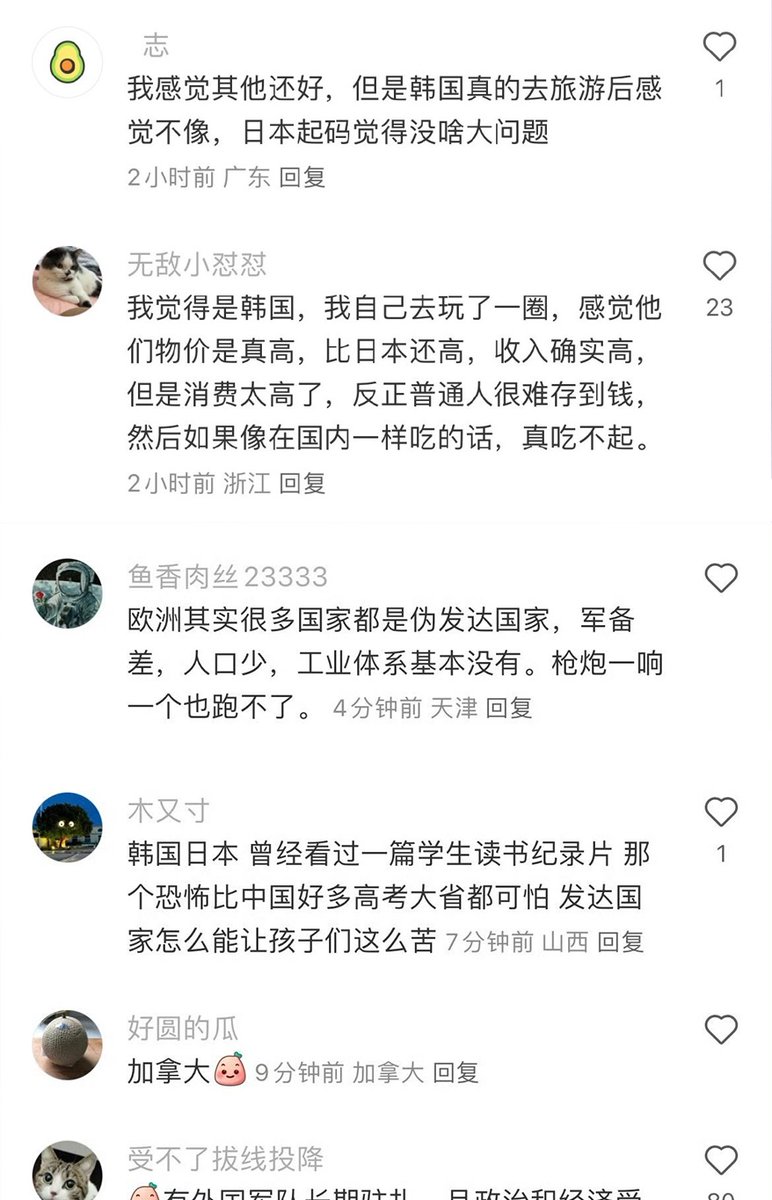 志
1
我感觉其他还好，但是韩国真的去旅游后感
觉不像，日本起码觉得没啥大问题
2小时前 广东 回复
无敌小怼怼
23
我觉得是韩国，我自己去玩了一圈，感觉他
们物价是真高，比日本还高，收入确实高，
但是消费太高了，反正普通人很难存到钱，
然后如果像在国内一样吃的话，真吃不起。
2小时前 浙江 回复
鱼香肉丝23333
欧洲其实很多国家都是伪发达国家，军备
差，人口少，工业体系基本没有。枪炮一响
一个也跑不了。 4分钟前 天津 回复
木又寸
1
韩国日本 曾经看过一篇学生读书纪录片 那
个恐怖比中国好多高考大省都可怕 发达国
家怎么能让孩子们这么苦 7分钟前 山西 回复
好圆的瓜
加拿大 9分钟前 加拿大 回复
受不了拔线投降
有外国军队长期驻扎，且政治和经济受